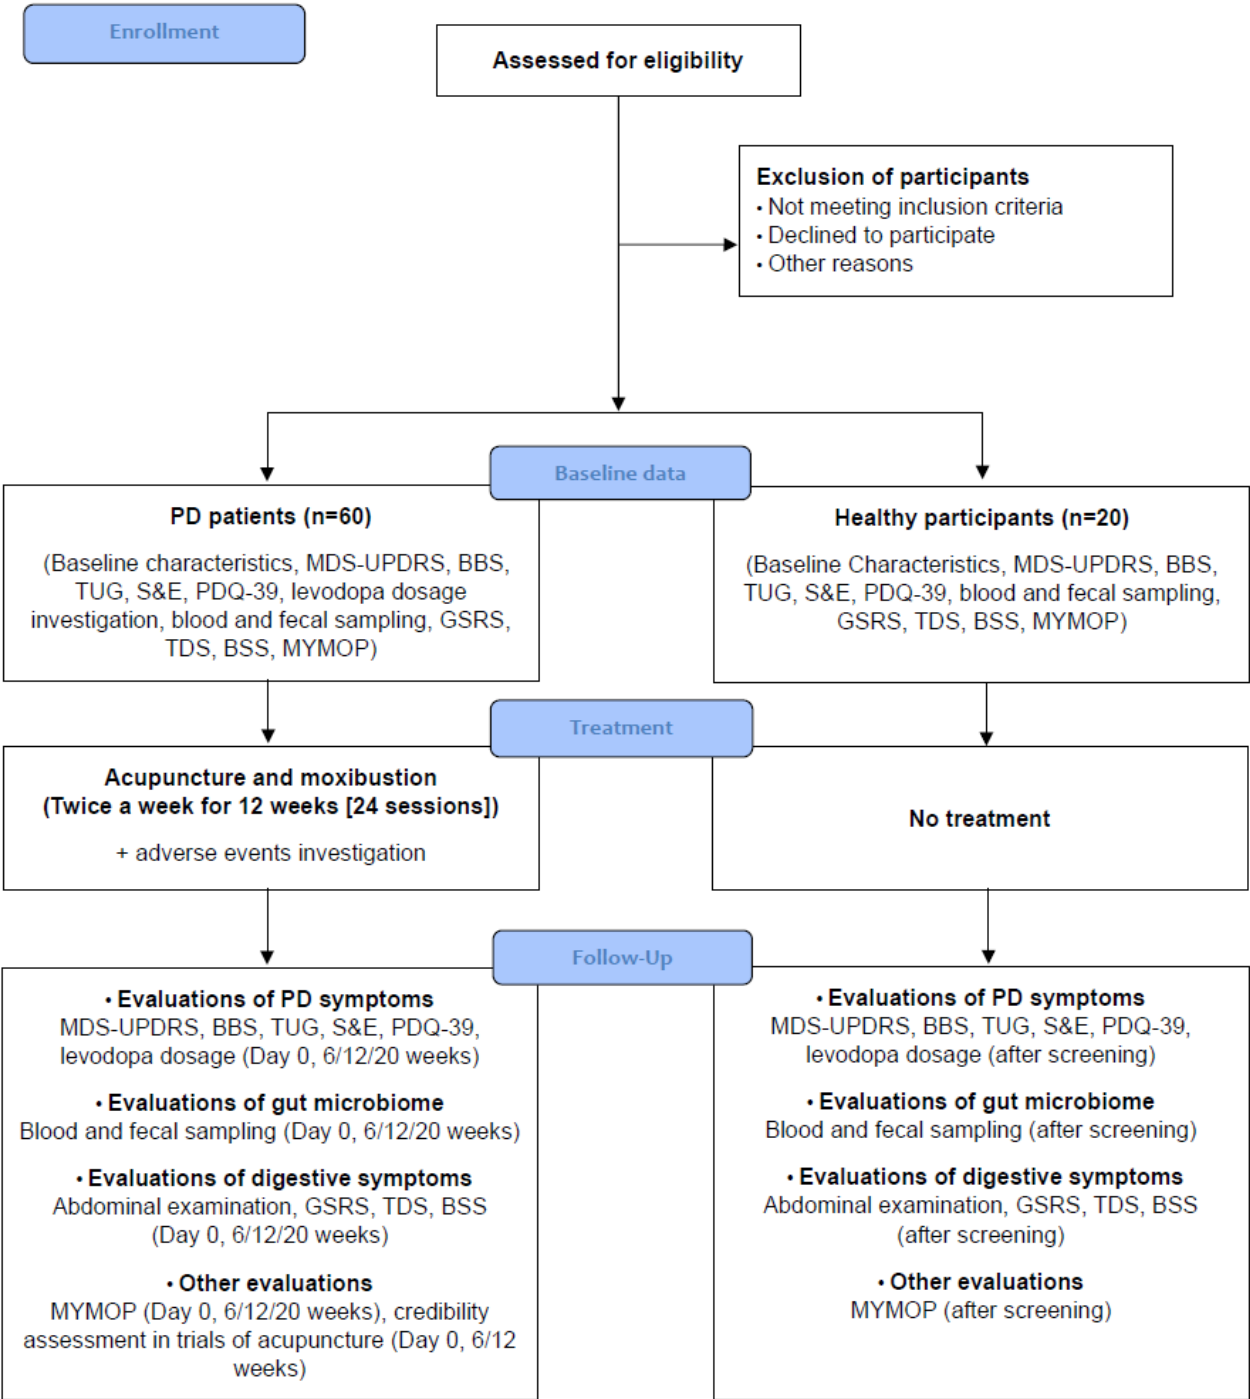 Enrollment
Assessed for eligibility
Exclusion of participants
• Not meeting inclusion criteria
• Declined to participate
• Other reasons
Baseline data
PD patients (n=60)
(Baseline characteristics, MDS-UPDRS, BBS,
TUG, S&E, PDQ-39, levodopa dosage
investigation, blood and fecal sampling, GSRS,
TDS, BSS, MYMOP)
Healthy participants (n=20)
(Baseline Characteristics, MDS-UPDRS, BBS,
TUG, S&E, PDQ-39, blood and fecal sampling,
GSRS, TDS, BSS, MYMOP)
Treatment
Acupuncture and moxibustion
(Twice a week for 12 weeks [24 sessions])
+ adverse events investigation
No treatment
Follow-Up
• Evaluations of PD symptoms
MDS-UPDRS, BBS, TUG, S&E, PDQ-39,
levodopa dosage (Day 0, 6/12/20 weeks)
• Evaluations of gut microbiome
Blood and fecal sampling (Day 0, 6/12/20 weeks)
• Evaluations of digestive symptoms
Abdominal examination, GSRS, TDS, BSS
(Day 0, 6/12/20 weeks)
• Other evaluations
MYMOP (Day 0, 6/12/20 weeks), credibility
assessment in trials of acupuncture (Day 0, 6/12
weeks)
• Evaluations of PD symptoms
MDS-UPDRS, BBS, TUG, S&E, PDQ-39,
levodopa dosage (after screening)
• Evaluations of gut microbiome
Blood and fecal sampling (after screening)
• Evaluations of digestive symptoms
Abdominal examination, GSRS, TDS, BSS
(after screening)
• Other evaluations
MYMOP (after screening)